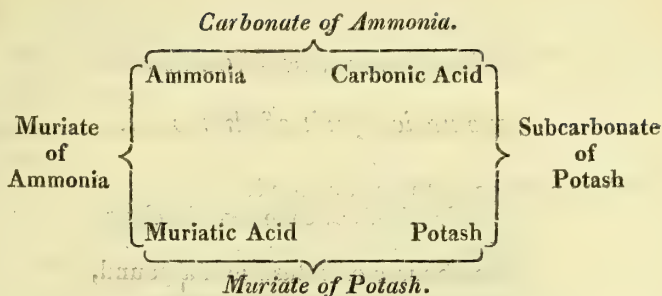 Carbonate of Ammonia.
Ammonia Carbonic Acid
Muriate
of
Ammonia
Subcarbonate
of
Potash
Muriatic Acid Potash
Muriate of Potash.